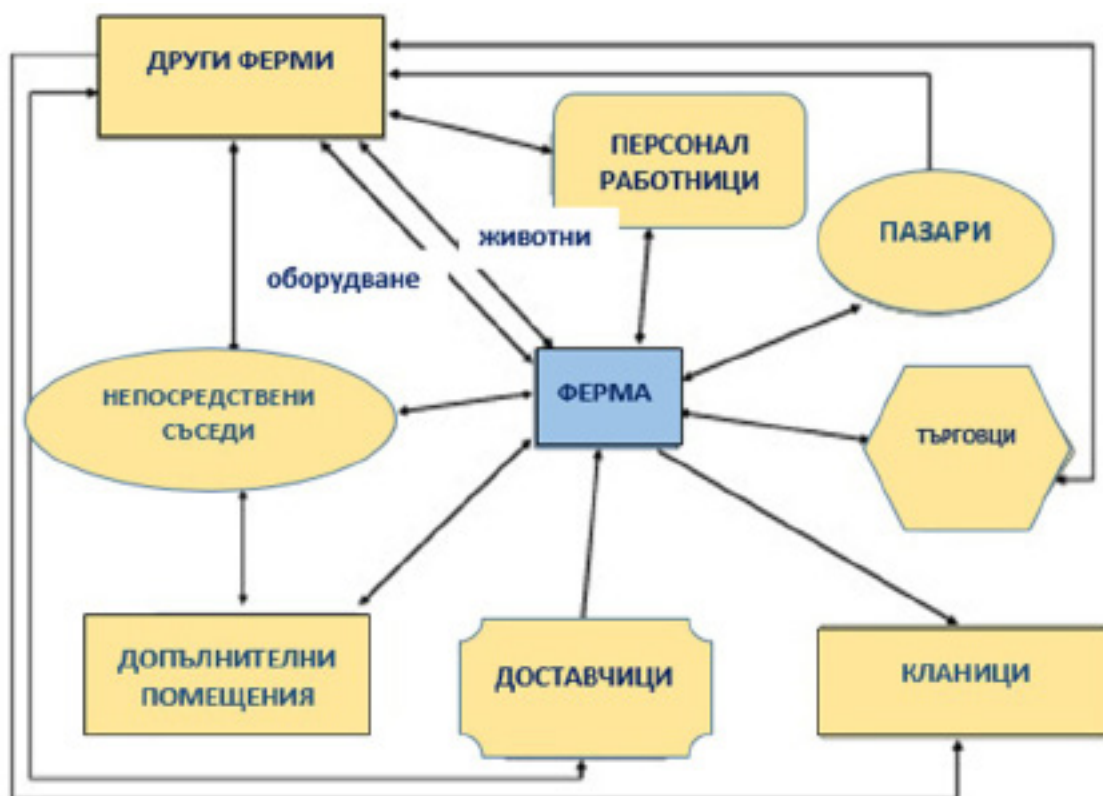 ДРУГИ ФЕРМИ
ПЕРСОНАЛ
РАБОТНИЦИ
ПАЗАРИ
животни
оборудване
НЕПОСРЕДСТВЕНИ
СЪСЕДИ
ФЕРМА
ТЪРГОВЦИ
ДОПЪЛНИТЕЛНИ
ПОМЕЩЕНИЯ
ДОСТАВЧИЦИ
КЛАНИЦИ